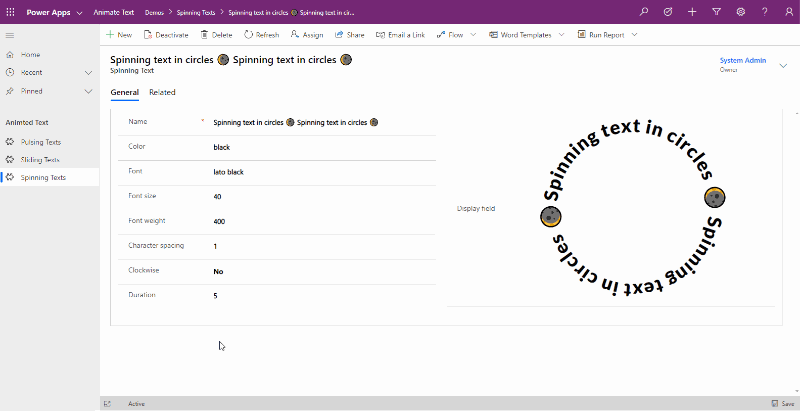 Power Apps Animate Text Demos > Spinning Texts > Spinning text in circles 🌑 Spinning text in cir...
New Deactivate Delete Refresh Assign Share Email a Link Flow Word Templates Run Report
Spinning text in circles 🌑 Spinning text in circles 🌑
Spinning Text
System Admin
Owner
General Related
Home
Recent
Pinned
Animted Text
Pulsing Texts
Sliding Texts
Spinning Texts
Name * Spinning text in circles 🌑 Spinning text in circles 🌑
Color black
Font lato black
Font size 40
Font weight 400
Character spacing 1
Clockwise No
Duration 5
Display field
Spinning text in circles 🌑 Spinning text in circles 🌑
Active
Save